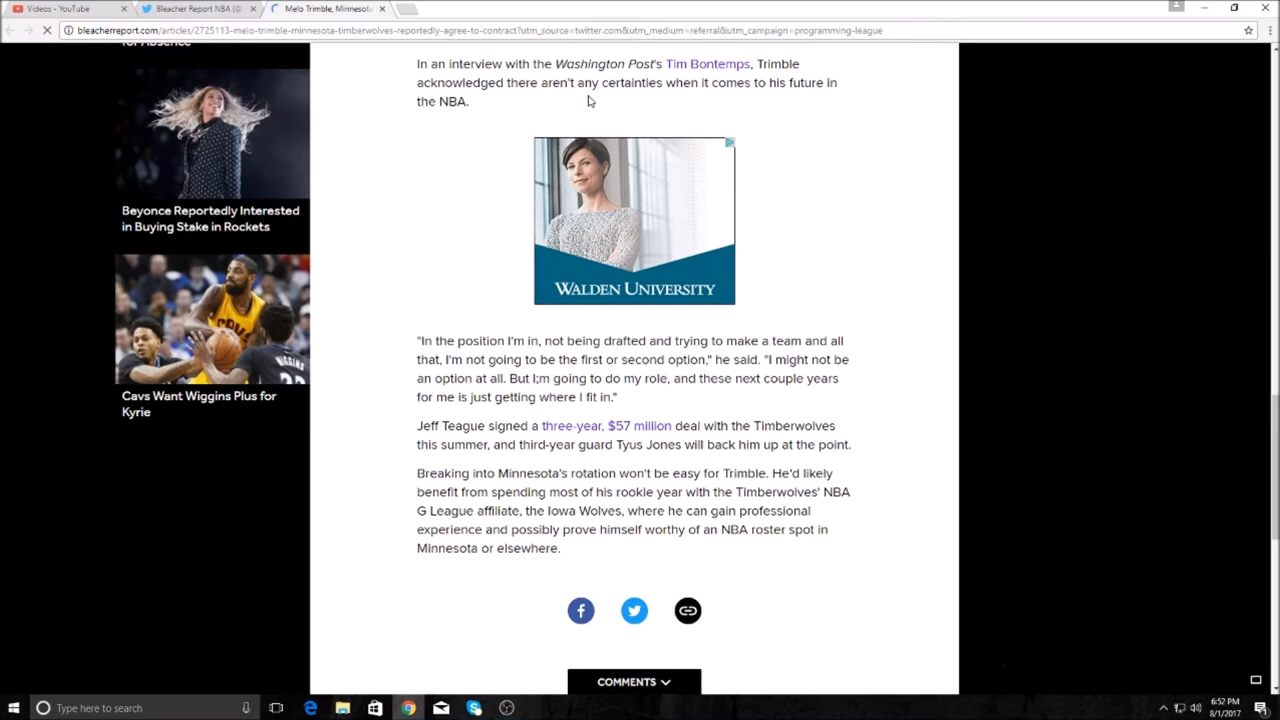 Videos - YouTube
Bleacher Report NBA (@
Melo Trimble, Minnesota
bleacherreport.com/articles/2725113-melo-trimble-minnesota-timberwolves-reportedly-agree-to-contract?utm_source=twitter.com&utm_medium=referral&utm_campaign=programming-league
for Absence
Beyonce Reportedly Interested
in Buying Stake in Rockets
WIGGINS
Cavs Want Wiggins Plus for
Kyrie
In an interview with the Washington Post's Tim Bontemps, Trimble
acknowledged there aren't any certainties when it comes to his future in
the NBA.
WALDEN UNIVERSITY
"In the position I'm in, not being drafted and trying to make a team and all
that, I'm not going to be the first or second option," he said. "I might not be
an option at all. But I;m going to do my role, and these next couple years
for me is just getting where I fit in."
Jeff Teague signed a three-year, $57 million deal with the Timberwolves
this summer, and third-year guard Tyus Jones will back him up at the point.
Breaking into Minnesota's rotation won't be easy for Trimble. He'd likely
benefit from spending most of his rookie year with the Timberwolves' NBA
G League affiliate, the Iowa Wolves, where he can gain professional
experience and possibly prove himself worthy of an NBA roster spot in
Minnesota or elsewhere.
COMMENTS
Type here to search
6:52 PM
8/1/2017